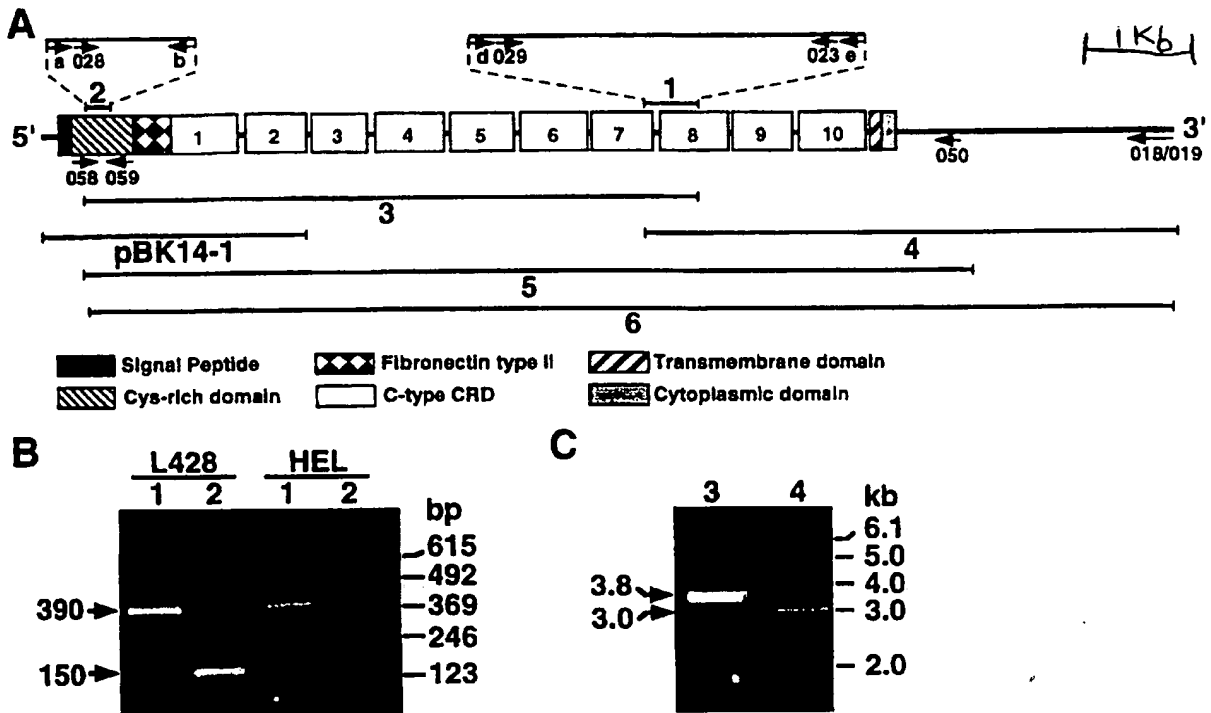 A
1 Kb
a 028 b
d 029 023 e
2
1
5' 1 2 3 4 5 6 7 8 9 10 3'
058 059
050
018/019
3
pBK14-1
4
5
6
Signal Peptide
Fibronectin type II
Transmembrane domain
Cys-rich domain
C-type CRD
Cytoplasmic domain
B
L428 HEL
1 2 1 2 bp
615
492
390 369
246
150 123
C
3 4 kb
6.1
5.0
3.8 4.0
3.0 3.0
2.0